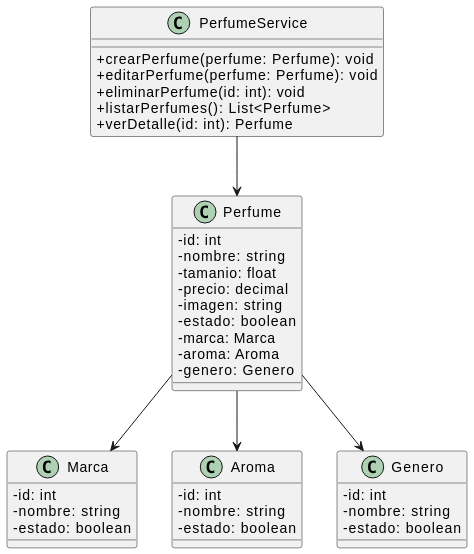 C PerfumeService
+crearPerfume(perfume: Perfume): void
+editarPerfume(perfume: Perfume): void
+eliminarPerfume(id: int): void
+listarPerfumes(): List<Perfume>
+verDetalle(id: int): Perfume
C Perfume
-id: int
-nombre: string
-tamanio: float
-precio: decimal
-imagen: string
-estado: boolean
-marca: Marca
-aroma: Aroma
-genero: Genero
C Marca
-id: int
-nombre: string
-estado: boolean
C Aroma
-id: int
-nombre: string
-estado: boolean
C Genero
-id: int
-nombre: string
-estado: boolean